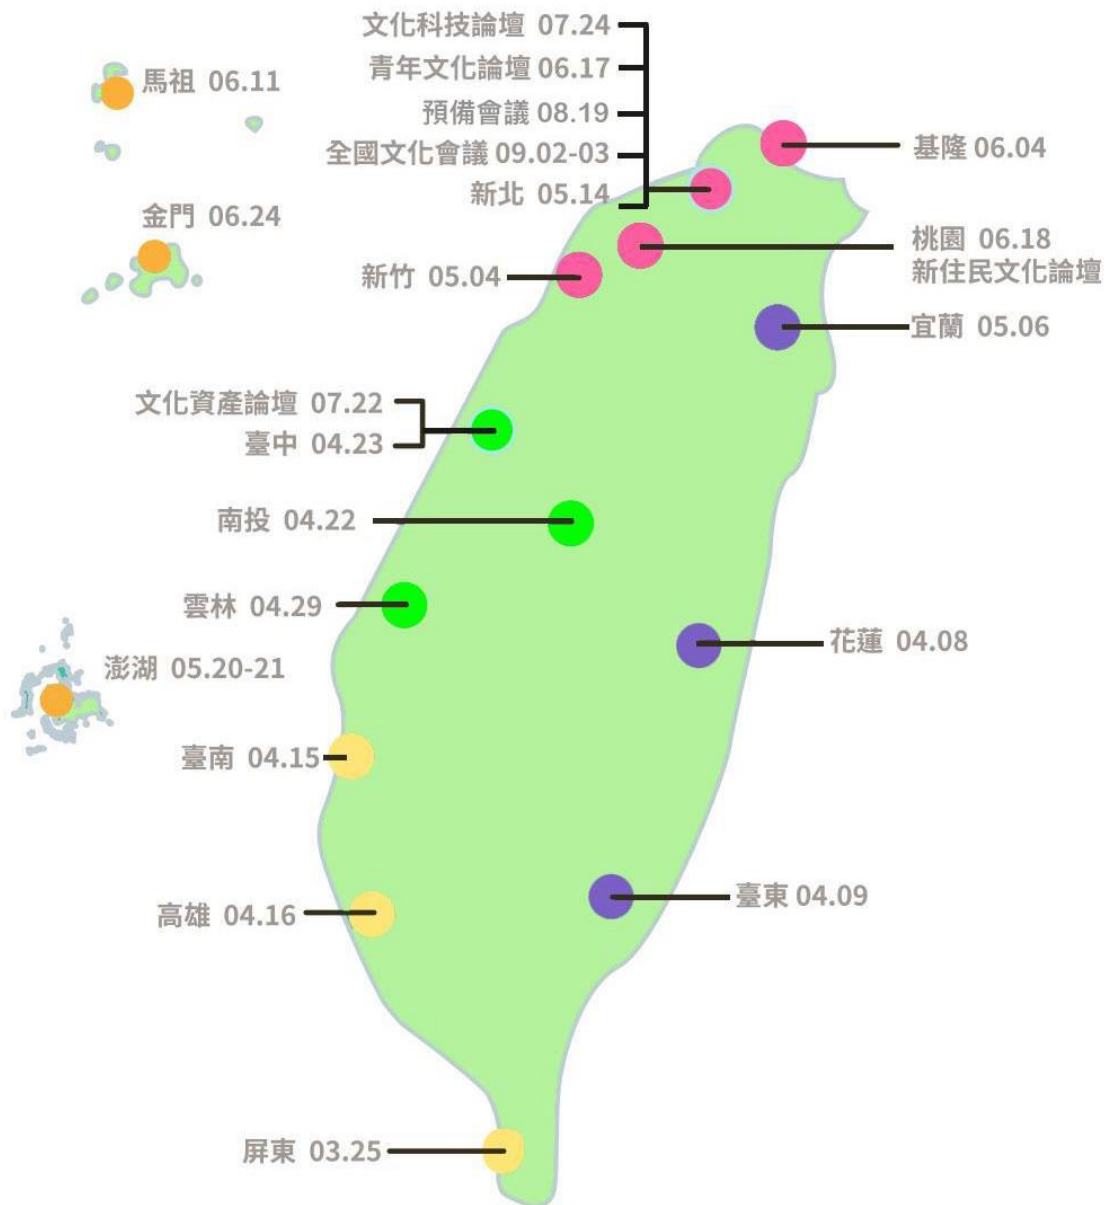 文化科技論壇 07.24
青年文化論壇 06.17
預備會議 08.19
全國文化會議 09.02-03
新北 05.14
馬祖 06.11
基隆 06.04
金門 06.24
桃園 06.18
新住民文化論壇
新竹 05.04
宜蘭 05.06
文化資產論壇 07.22
臺中 04.23
南投 04.22
雲林 04.29
花蓮 04.08
澎湖 05.20-21
臺南 04.15
臺東 04.09
高雄 04.16
屏東 03.25